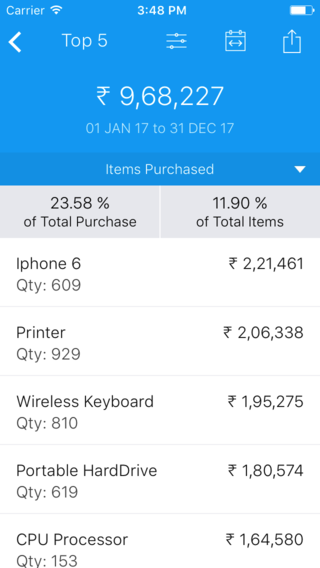 Carrier 3:48 PM
Top 5
₹ 9,68,227
01 JAN 17 to 31 DEC 17
Items Purchased
23.58 % 11.90 %
of Total Purchase of Total Items
Iphone 6 ₹ 2,21,461
Qty: 609
Printer ₹ 2,06,338
Qty: 929
Wireless Keyboard ₹ 1,95,275
Qty: 810
Portable HardDrive ₹ 1,80,574
Qty: 619
CPU Processor ₹ 1,64,580
Qty: 153